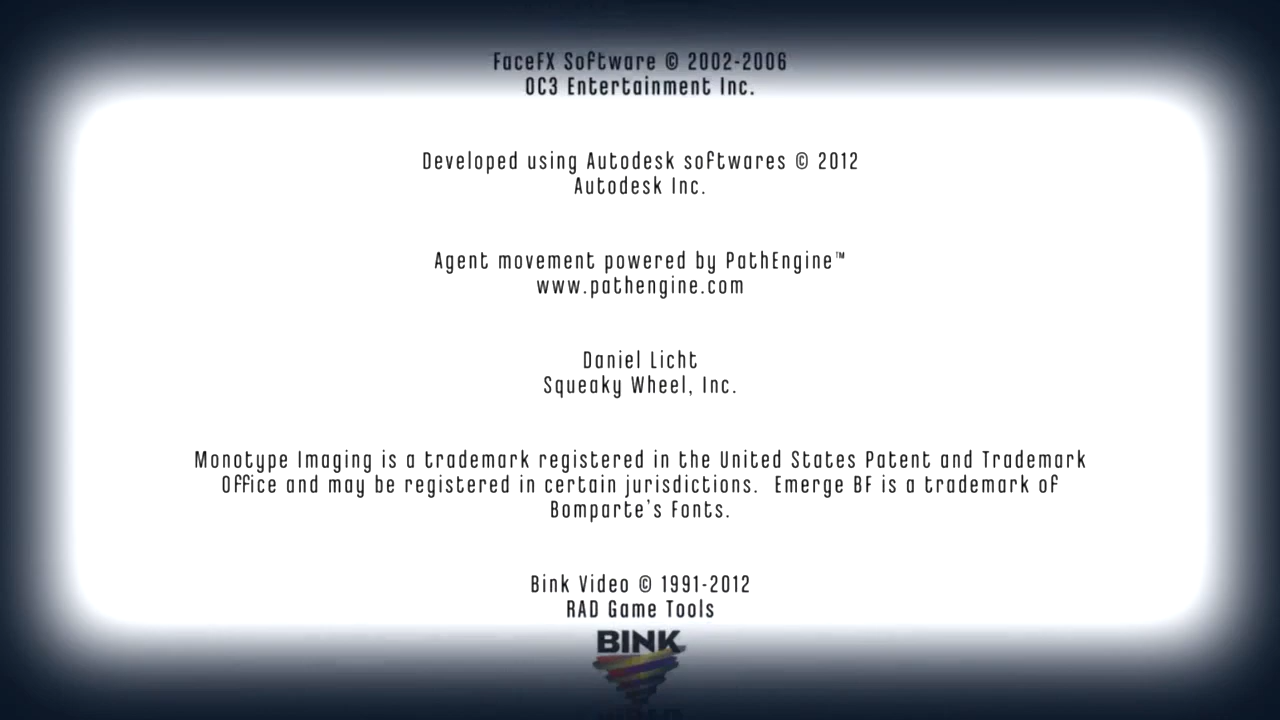 FaceFX Software © 2002-2006
OC3 Entertainment Inc.
Developed using Autodesk softwares © 2012
Autodesk Inc.
Agent movement powered by PathEngine™
www.pathengine.com
Daniel Licht
Squeaky Wheel, Inc.
Monotype Imaging is a trademark registered in the United States Patent and Trademark
Office and may be registered in certain jurisdictions.  Emerge BF is a trademark of
Bomparte's Fonts.
Bink Video © 1991-2012
RAD Game Tools
BINK